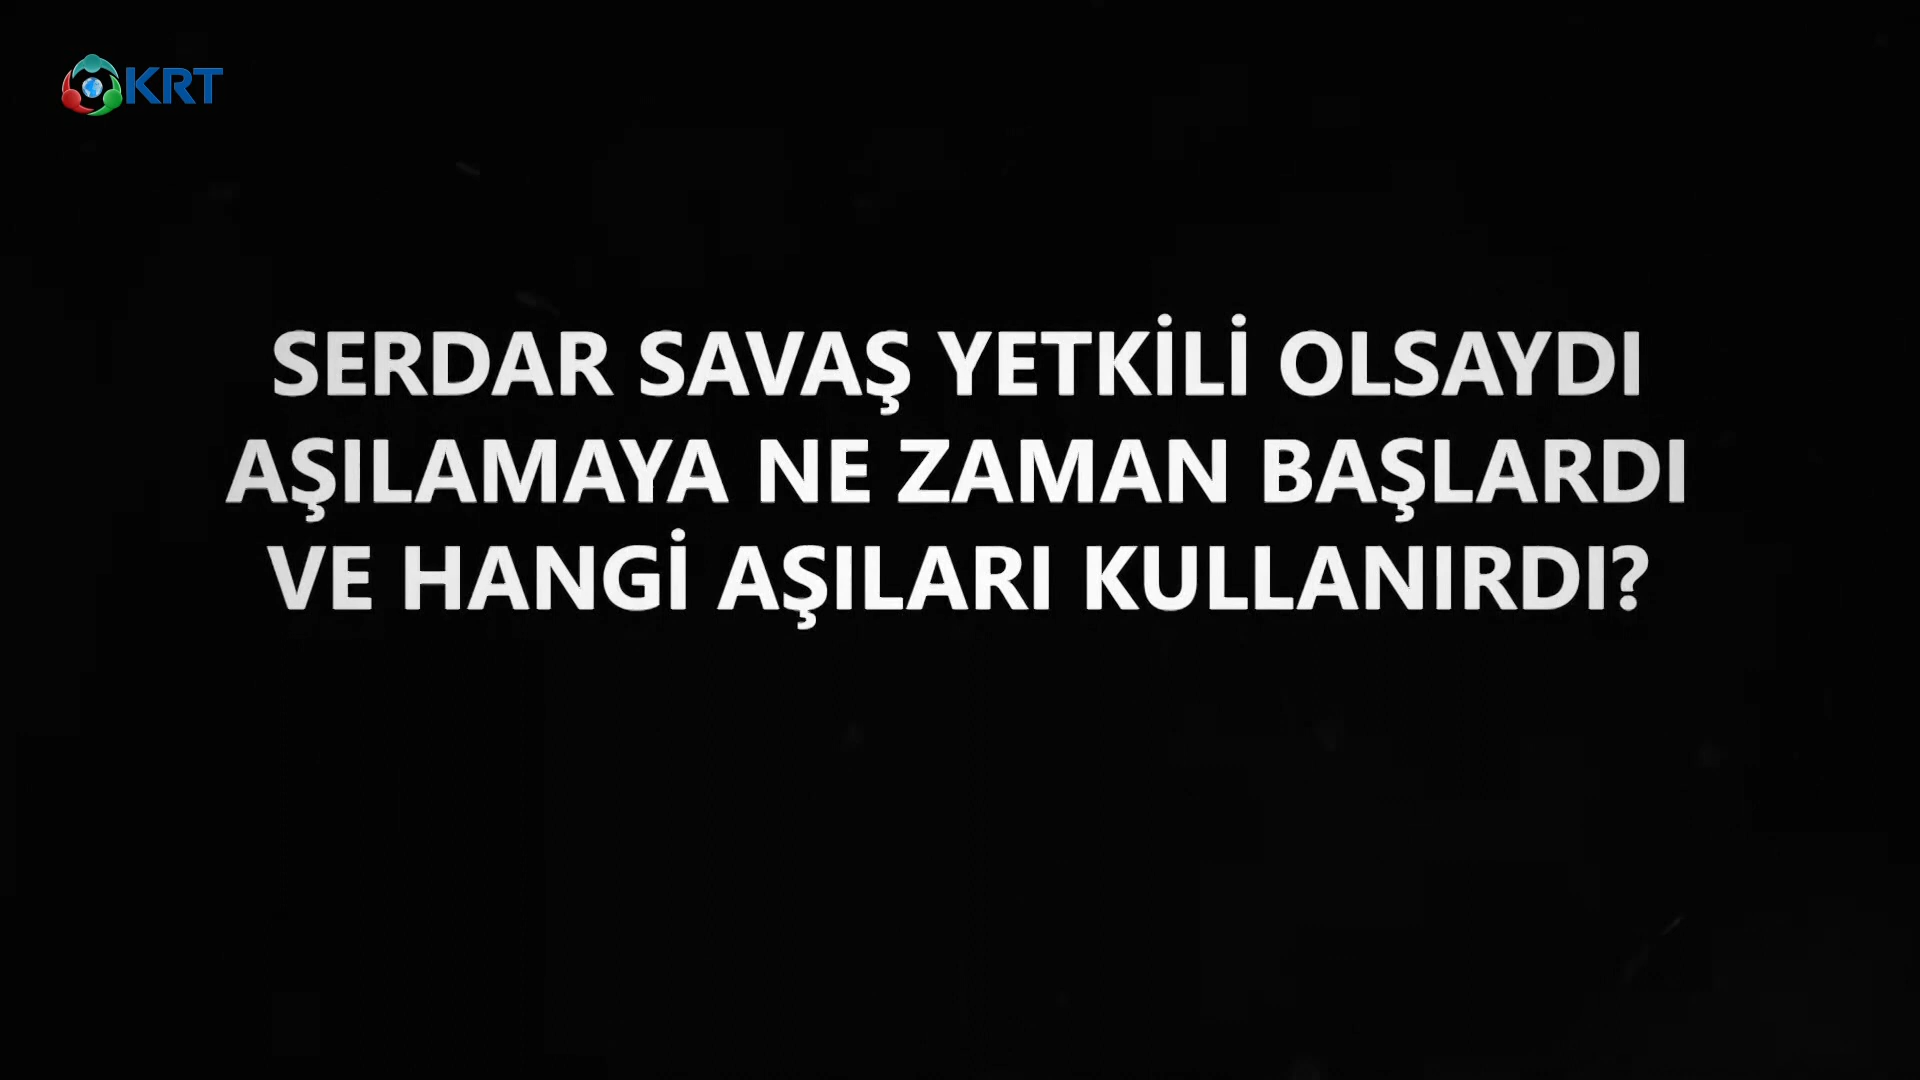 KRT
SERDAR SAVAŞ YETKİLİ OLSAYDI
AŞILAMAYA NE ZAMAN BAŞLARDI
VE HANGİ AŞILARI KULLANIRDI?